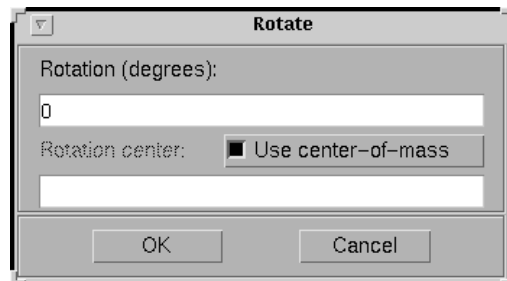 Rotate
Rotation (degrees):
0
Rotation center: Use center-of-mass
OK Cancel